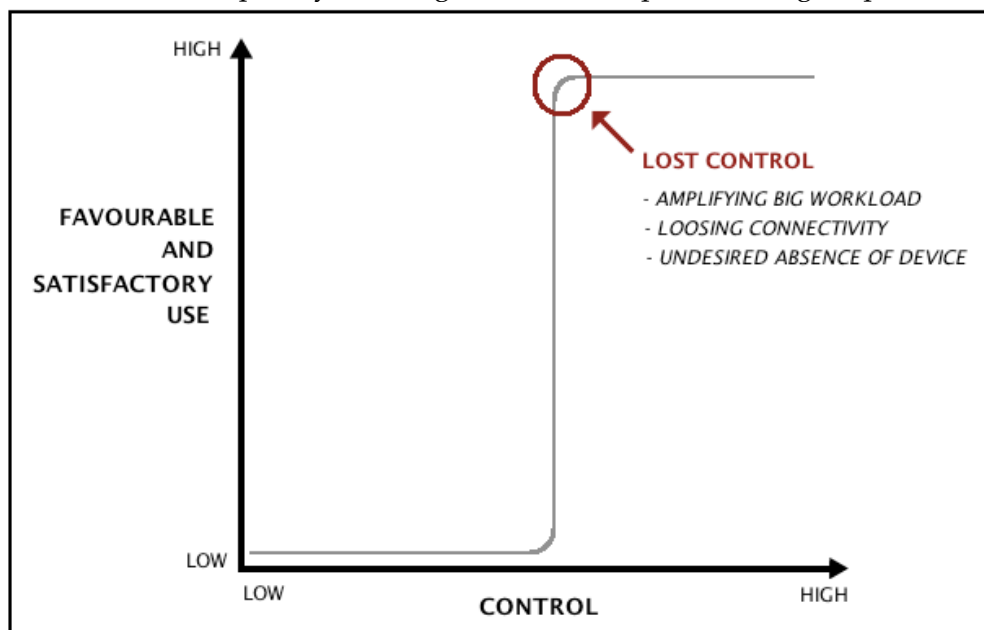 HIGH
FAVOURABLE
AND
SATISFACTORY
USE
LOST CONTROL
- AMPLIFYING BIG WORKLOAD
- LOOSING CONNECTIVITY
- UNDESIRED ABSENCE OF DEVICE
LOW
LOW
CONTROL
HIGH